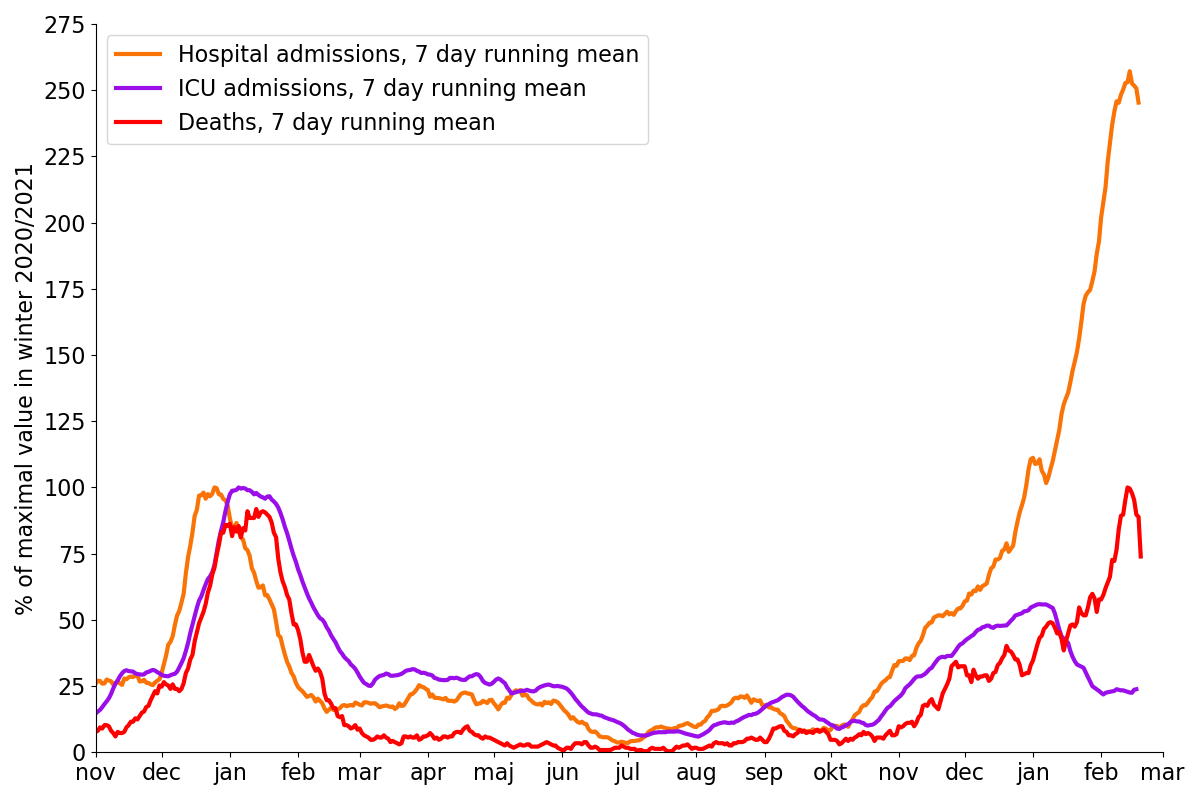 275
250
225
200
175
150
125
100
75
50
25
0
% of maximal value in winter 2020/2021
Hospital admissions, 7 day running mean
ICU admissions, 7 day running mean
Deaths, 7 day running mean
nov dec jan feb mar apr maj jun jul aug sep okt nov dec jan feb mar